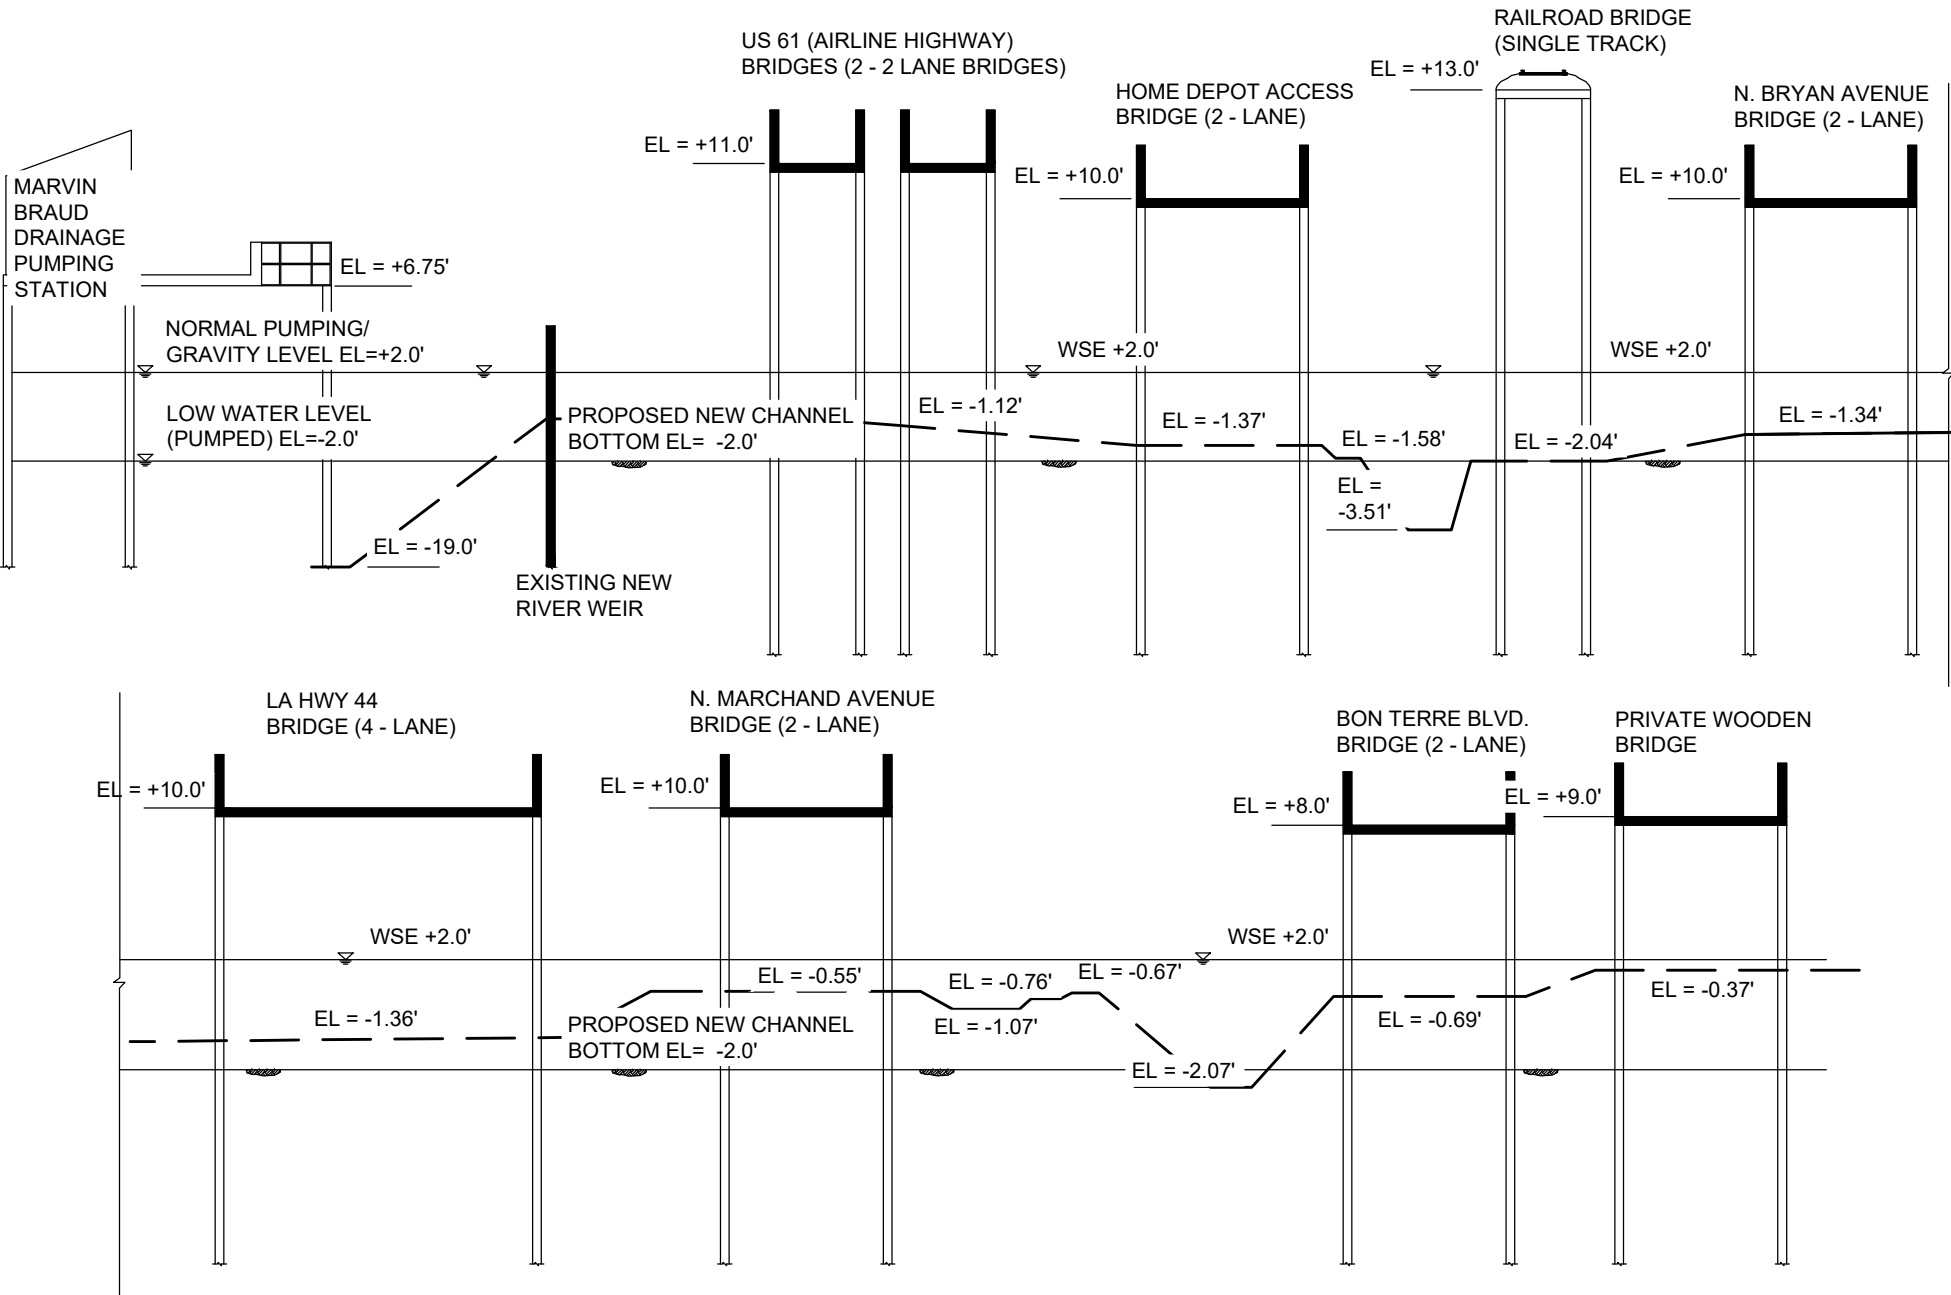 RAILROAD BRIDGE
(SINGLE TRACK)
US 61 (AIRLINE HIGHWAY)
BRIDGES (2 - 2 LANE BRIDGES)
EL = +13.0'
HOME DEPOT ACCESS
BRIDGE (2 - LANE)
N. BRYAN AVENUE
BRIDGE (2 - LANE)
EL = +11.0'
EL = +10.0'
EL = +10.0'
MARVIN
BRAUD
DRAINAGE
PUMPING
STATION
EL = +6.75'
NORMAL PUMPING/
GRAVITY LEVEL EL=+2.0'
WSE +2.0'
WSE +2.0'
LOW WATER LEVEL
(PUMPED) EL=-2.0'
PROPOSED NEW CHANNEL
BOTTOM EL= -2.0'
EL = -1.12'
EL = -1.37'
EL = -1.58'
EL = -2.04'
EL = -1.34'
EL =
-3.51'
EL = -19.0'
EXISTING NEW
RIVER WEIR
LA HWY 44
BRIDGE (4 - LANE)
N. MARCHAND AVENUE
BRIDGE (2 - LANE)
BON TERRE BLVD.
BRIDGE (2 - LANE)
PRIVATE WOODEN
BRIDGE
EL = +10.0'
EL = +10.0'
EL = +8.0'
EL = +9.0'
WSE +2.0'
WSE +2.0'
EL = -0.55'
EL = -0.76'
EL = -0.67'
EL = -0.37'
EL = -1.36'
PROPOSED NEW CHANNEL
BOTTOM EL= -2.0'
EL = -1.07'
EL = -0.69'
EL = -2.07'